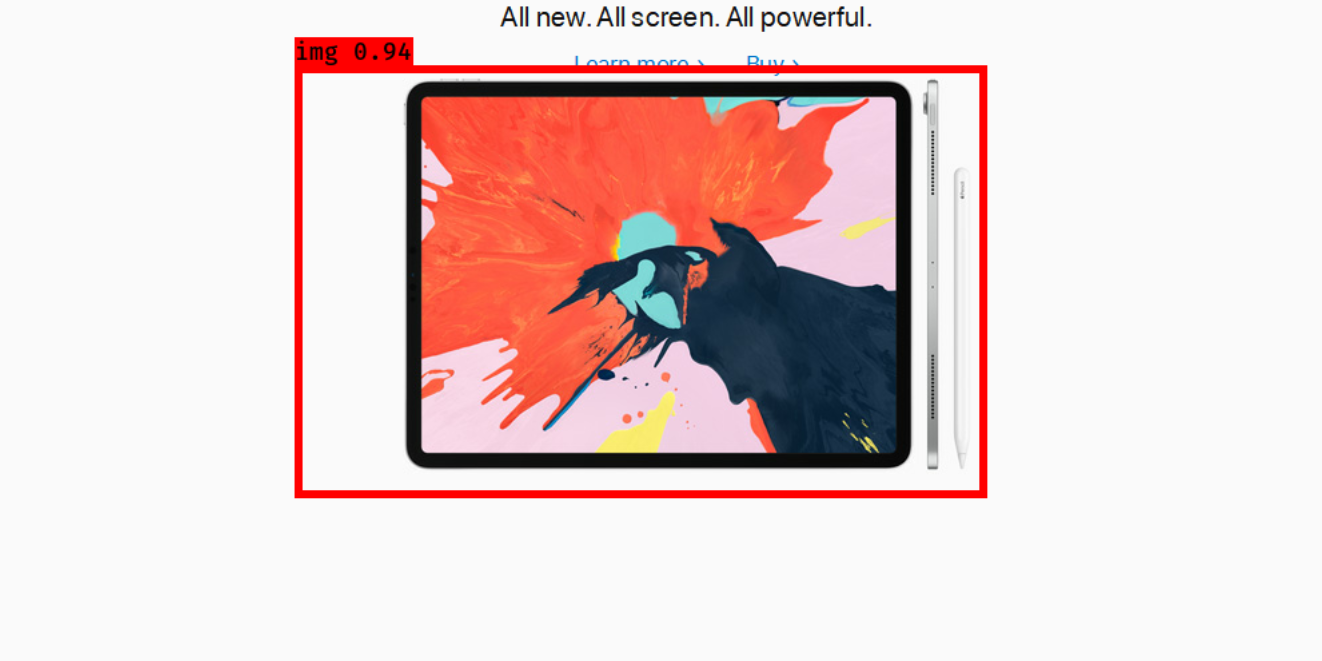 All new. All screen. All powerful.
img 0.94
Learn more > Buy >